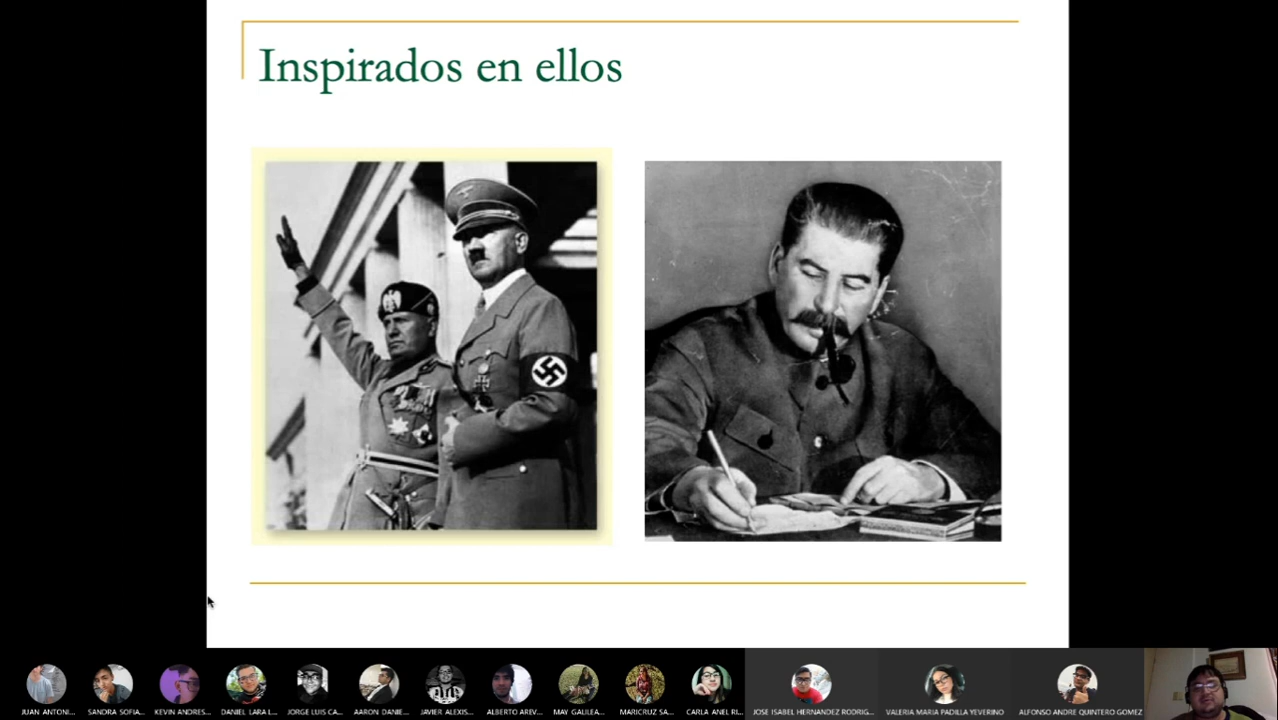 Inspirados en ellos
JUAN ANTONI...
SANDRA SOFIA...
KEVIN ANDRES...
DANIEL LARA L...
JORGE LUIS CA...
AARON DANIE...
JAVIER ALEXIS...
ALBERTO AREV...
MAY GALILEA...
MARICRUZ SA...
CARLA ANEL RI...
JOSE ISABEL HERNANDEZ RODRIG...
VALERIA MARIA PADILLA YEVERINO
ALFONSO ANDRE QUINTERO GOMEZ